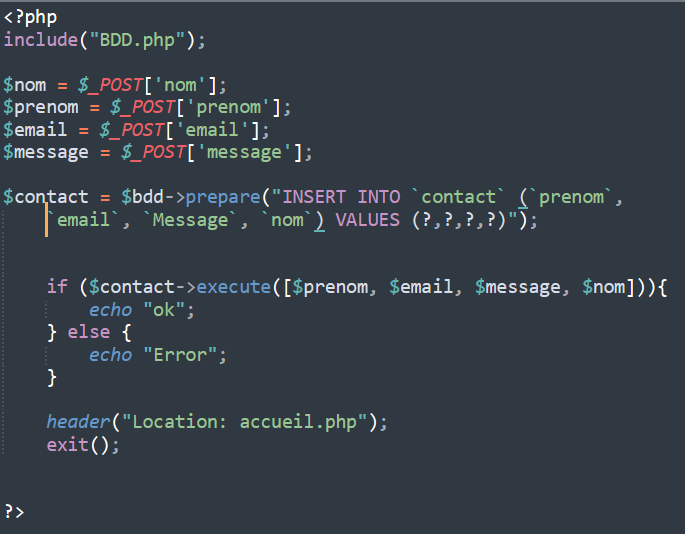 <?php
include("BDD.php");
$nom = $_POST['nom'];
$prenom = $_POST['prenom'];
$email = $_POST['email'];
$message = $_POST['message'];
$contact = $bdd->prepare("INSERT INTO `contact` (`prenom`,
`email`, `Message`, `nom`) VALUES (?,?,?,?)");
if ($contact->execute([$prenom, $email, $message, $nom])){
echo "ok";
} else {
echo "Error";
}
header("Location: accueil.php");
exit();
?>